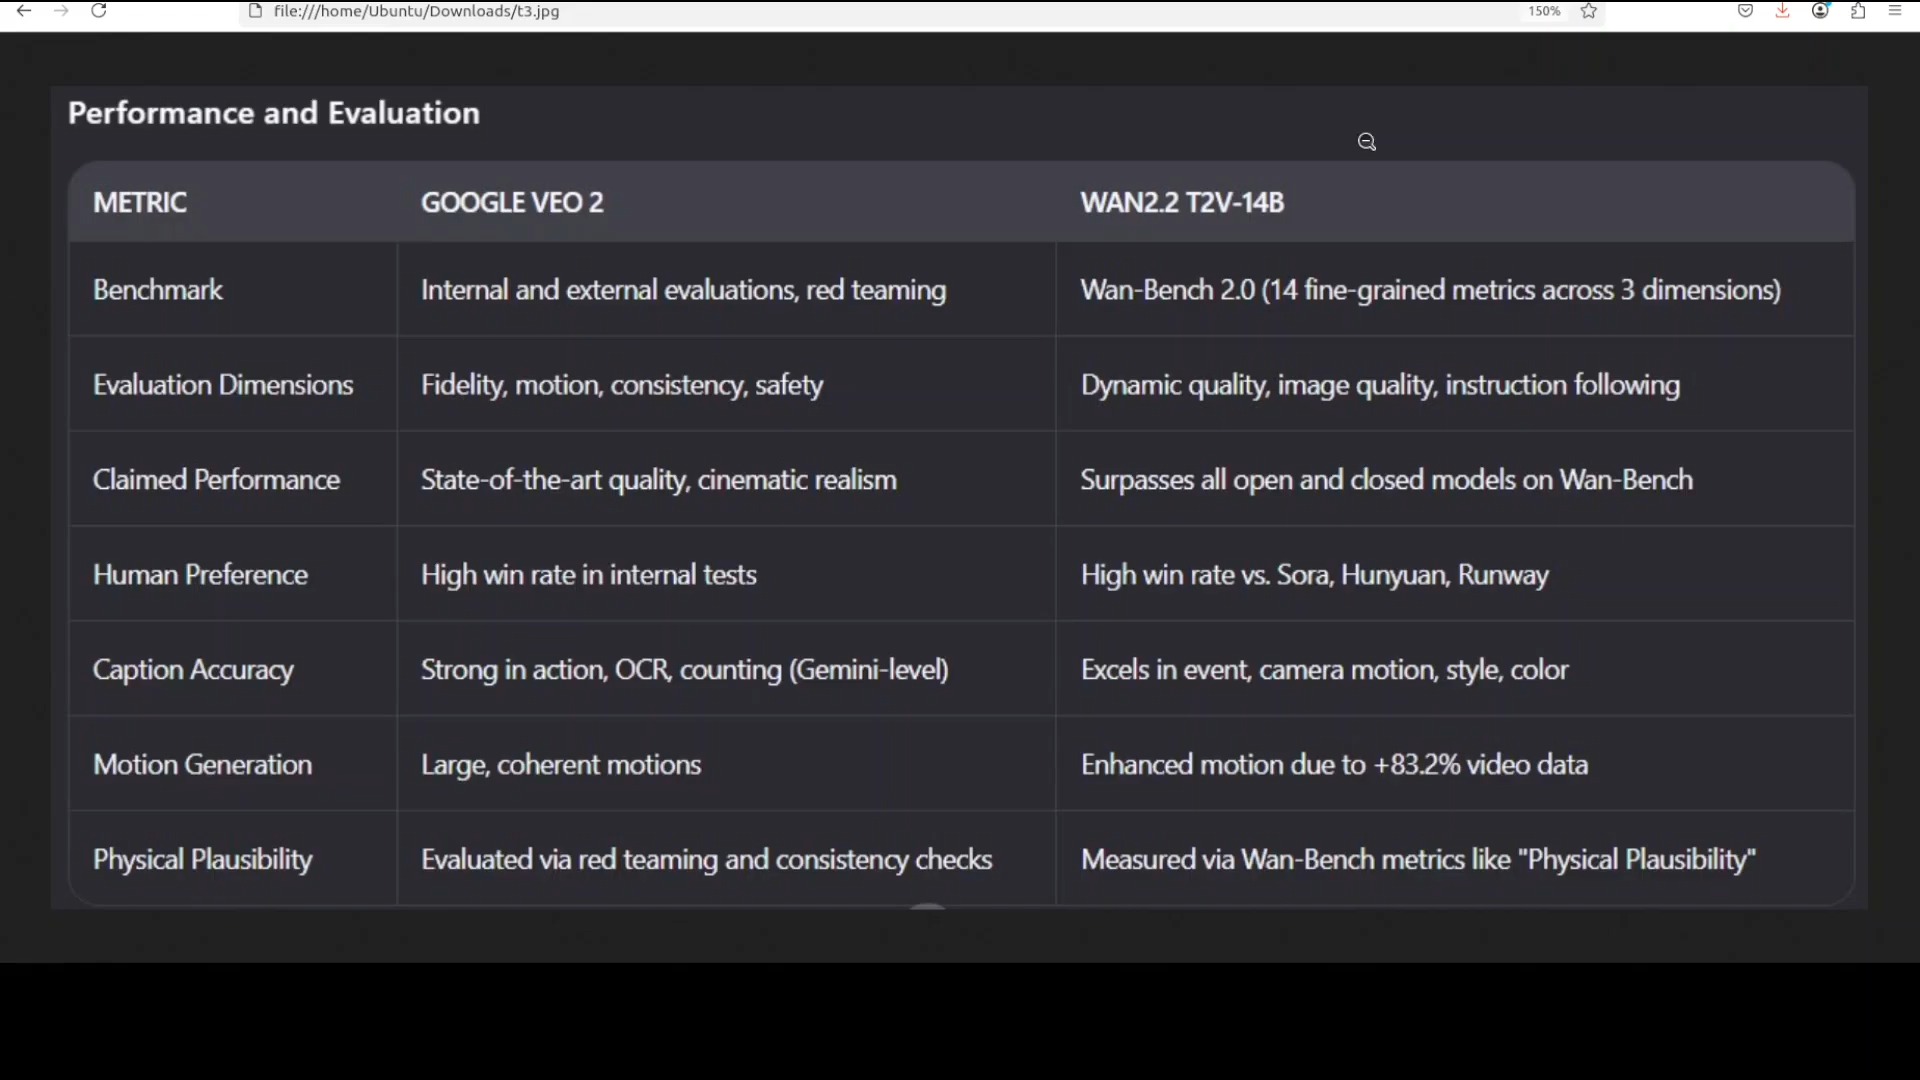 file:///home/Ubuntu/Downloads/t3.jpg
150%
Performance and Evaluation
METRIC GOOGLE VEO 2 WAN2.2 T2V-14B
Benchmark Internal and external evaluations, red teaming Wan-Bench 2.0 (14 fine-grained metrics across 3 dimensions)
Evaluation Dimensions Fidelity, motion, consistency, safety Dynamic quality, image quality, instruction following
Claimed Performance State-of-the-art quality, cinematic realism Surpasses all open and closed models on Wan-Bench
Human Preference High win rate in internal tests High win rate vs. Sora, Hunyuan, Runway
Caption Accuracy Strong in action, OCR, counting (Gemini-level) Excels in event, camera motion, style, color
Motion Generation Large, coherent motions Enhanced motion due to +83.2% video data
Physical Plausibility Evaluated via red teaming and consistency checks Measured via Wan-Bench metrics like "Physical Plausibility"